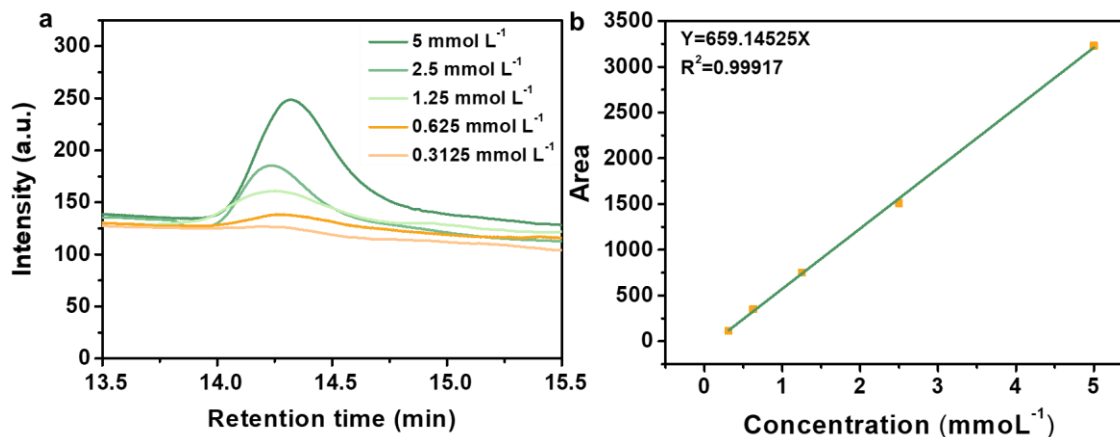 a
300
250
200
150
100
50
0
Intensity (a.u.)
13.5 14.0 14.5 15.0 15.5
Retention time (min)
5 mmol L⁻¹
2.5 mmol L⁻¹
1.25 mmol L⁻¹
0.625 mmol L⁻¹
0.3125 mmol L⁻¹
b
3500
3000
2500
2000
1500
1000
500
0
Area
Y=659.14525X
R²=0.99917
0 1 2 3 4 5
Concentration (mmoL⁻¹)